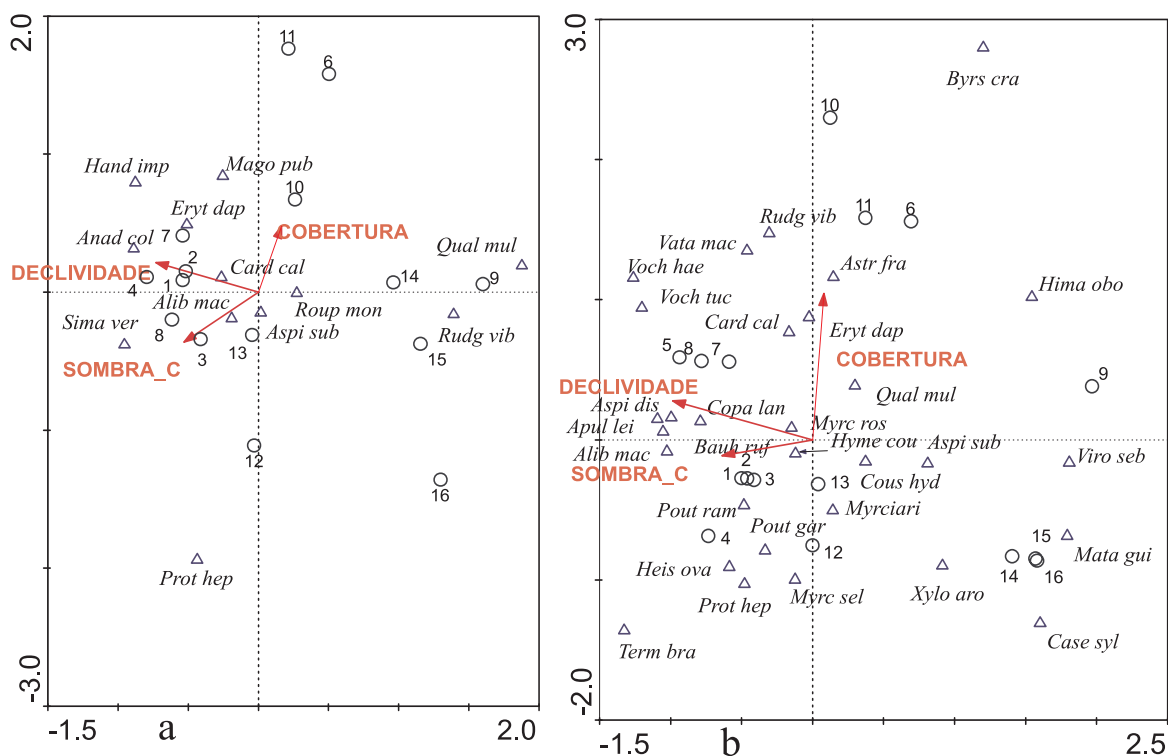 2.0
11
6
Hand imp
Mago pub
10
Eryt dap
COBERTURA
7
Anad col
Qual mul
DECLIVIDADE
2
Card cal
14
9
4
1
Alib mac
Roup mon
Sima ver
8
Aspi sub
Rudg vib
3
13
15
SOMBRA_C
12
16
Prot hep
-3.0
-1.5
a
2.0
3.0
Byrs cra
10
11
6
Rudg vib
Vata mac
Voch hae
Astr fra
Hima obo
Voch tuc
Card cal
Eryt dap
5
8
7
COBERTURA
9
DECLIVIDADE
Qual mul
Aspi dis
Copa lan
Apul lei
Myrc ros
Alib mac
Bauh ruf
Hyme cou
Aspi sub
SOMBRA_C
1
2
3
13
Cous hyd
Viro seb
Pout ram
Pout gar
Myrciari
4
12
15
Mata gui
Heis ova
14
16
Prot hep
Myrc sel
Xylo aro
Term bra
Case syl
-2.0
-1.5
b
2.5